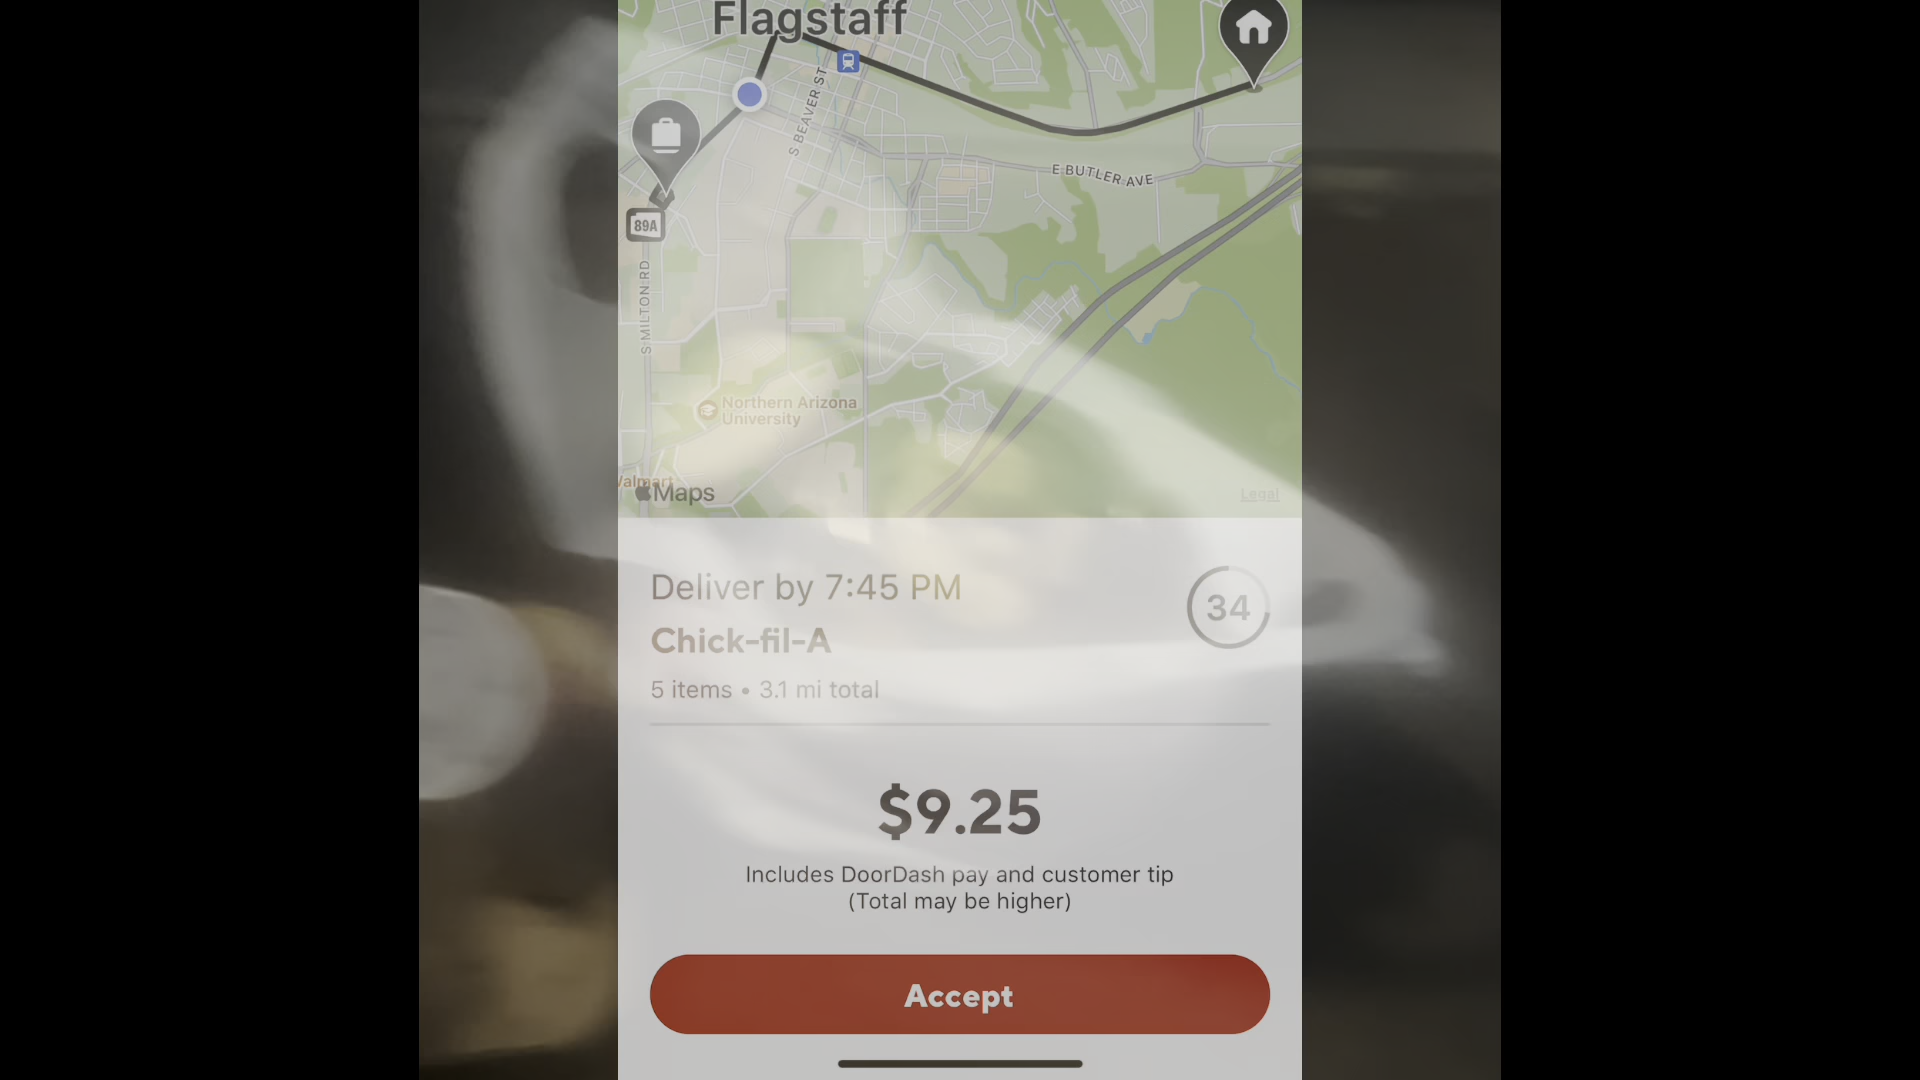 Flagstaff
S BEAVER ST
E BUTLER AVE
89A
S MILTON RD
Northern Arizona
University
Walmart
Maps
Legal
Deliver by 7:45 PM
34
Chick-fil-A
5 items • 3.1 mi total
$9.25
Includes DoorDash pay and customer tip
(Total may be higher)
Accept